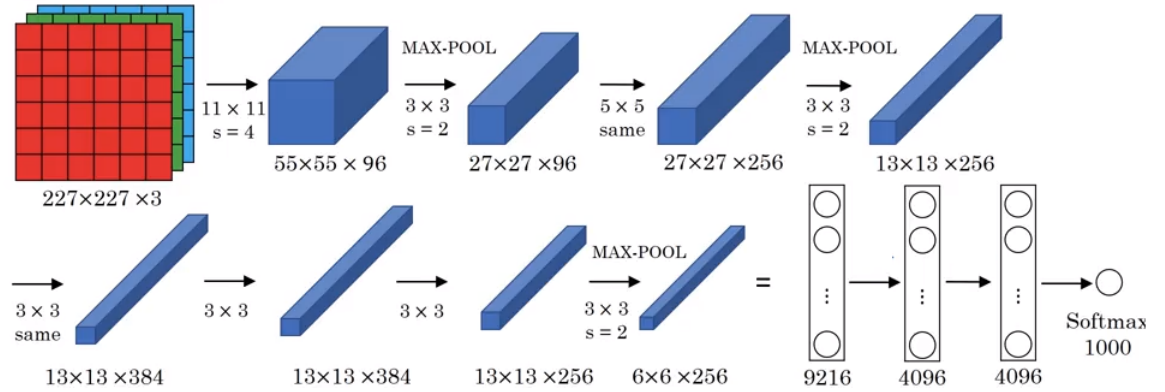 MAX-POOL
MAX-POOL
11 × 11
s = 4
3 × 3
s = 2
5 × 5
same
3 × 3
s = 2
55×55 × 96
27×27 ×96
27×27 ×256
13×13 ×256
227×227 ×3
MAX-POOL
=
3 × 3
same
3 × 3
3 × 3
3 × 3
s = 2
...
...
...
Softmax
1000
13×13 ×384
13×13 ×384
13×13 ×256
6×6 ×256
9216
4096
4096